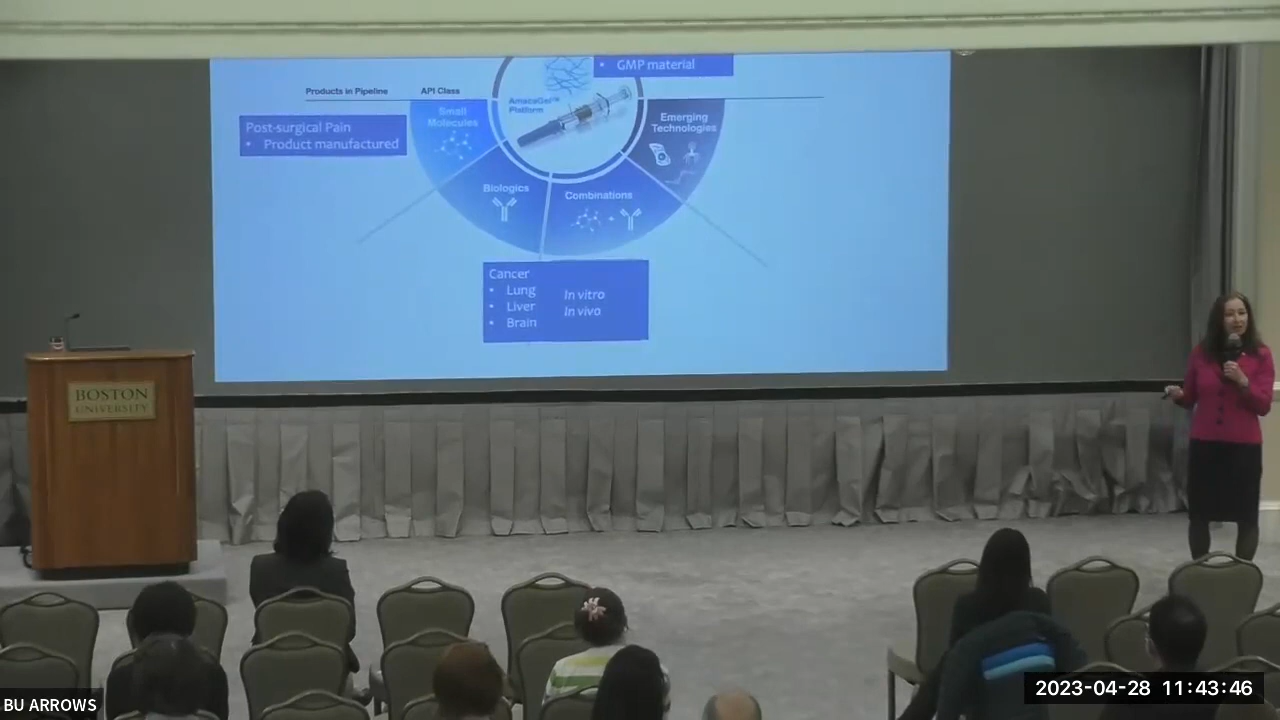 • GMP material
Products in Pipeline
API Class
AmacaGel™
Platform
Small
Molecules
Emerging
Technologies
Post-surgical Pain
• Product manufactured
Biologics
Combinations
Cancer
• Lung
• Liver
• Brain
In vitro
In vivo
BOSTON
UNIVERSITY
BU ARROWS
2023-04-28 11:43:46